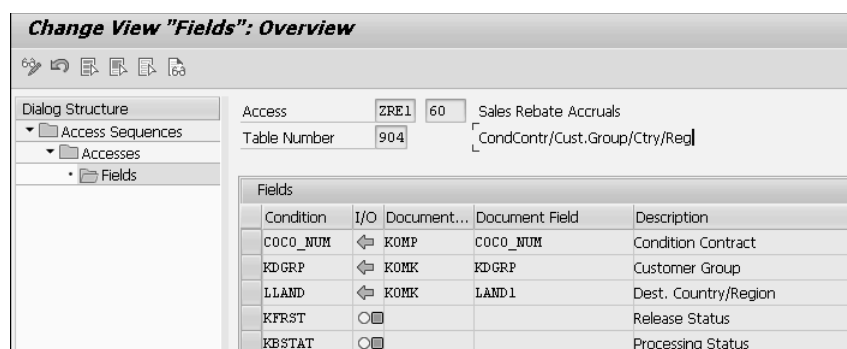 Change View "Fields": Overview
Dialog Structure
Access Sequences
Accesses
Fields
Access ZRE1 60 Sales Rebate Accruals
Table Number 904 CondContr/Cust.Group/Ctry/Reg
Fields
Condition I/O Document... Document Field Description
COCO_NUM KOMP COCO_NUM Condition Contract
KDGRP KOMK KDGRP Customer Group
LLAND KOMK LAND1 Dest. Country/Region
KFRST Release Status
KBSTAT Processing Status